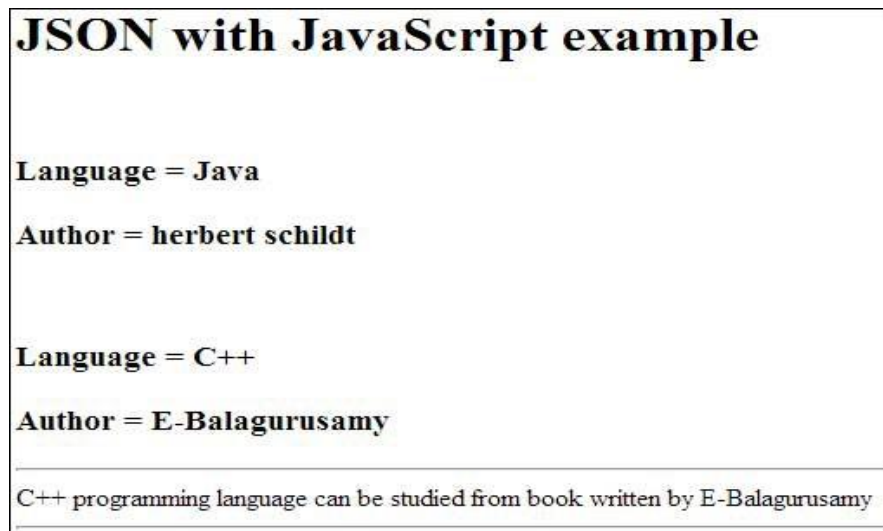 JSON with JavaScript example
Language = Java
Author = herbert schildt
Language = C++
Author = E-Balagurusamy
C++ programming language can be studied from book written by E-Balagurusamy